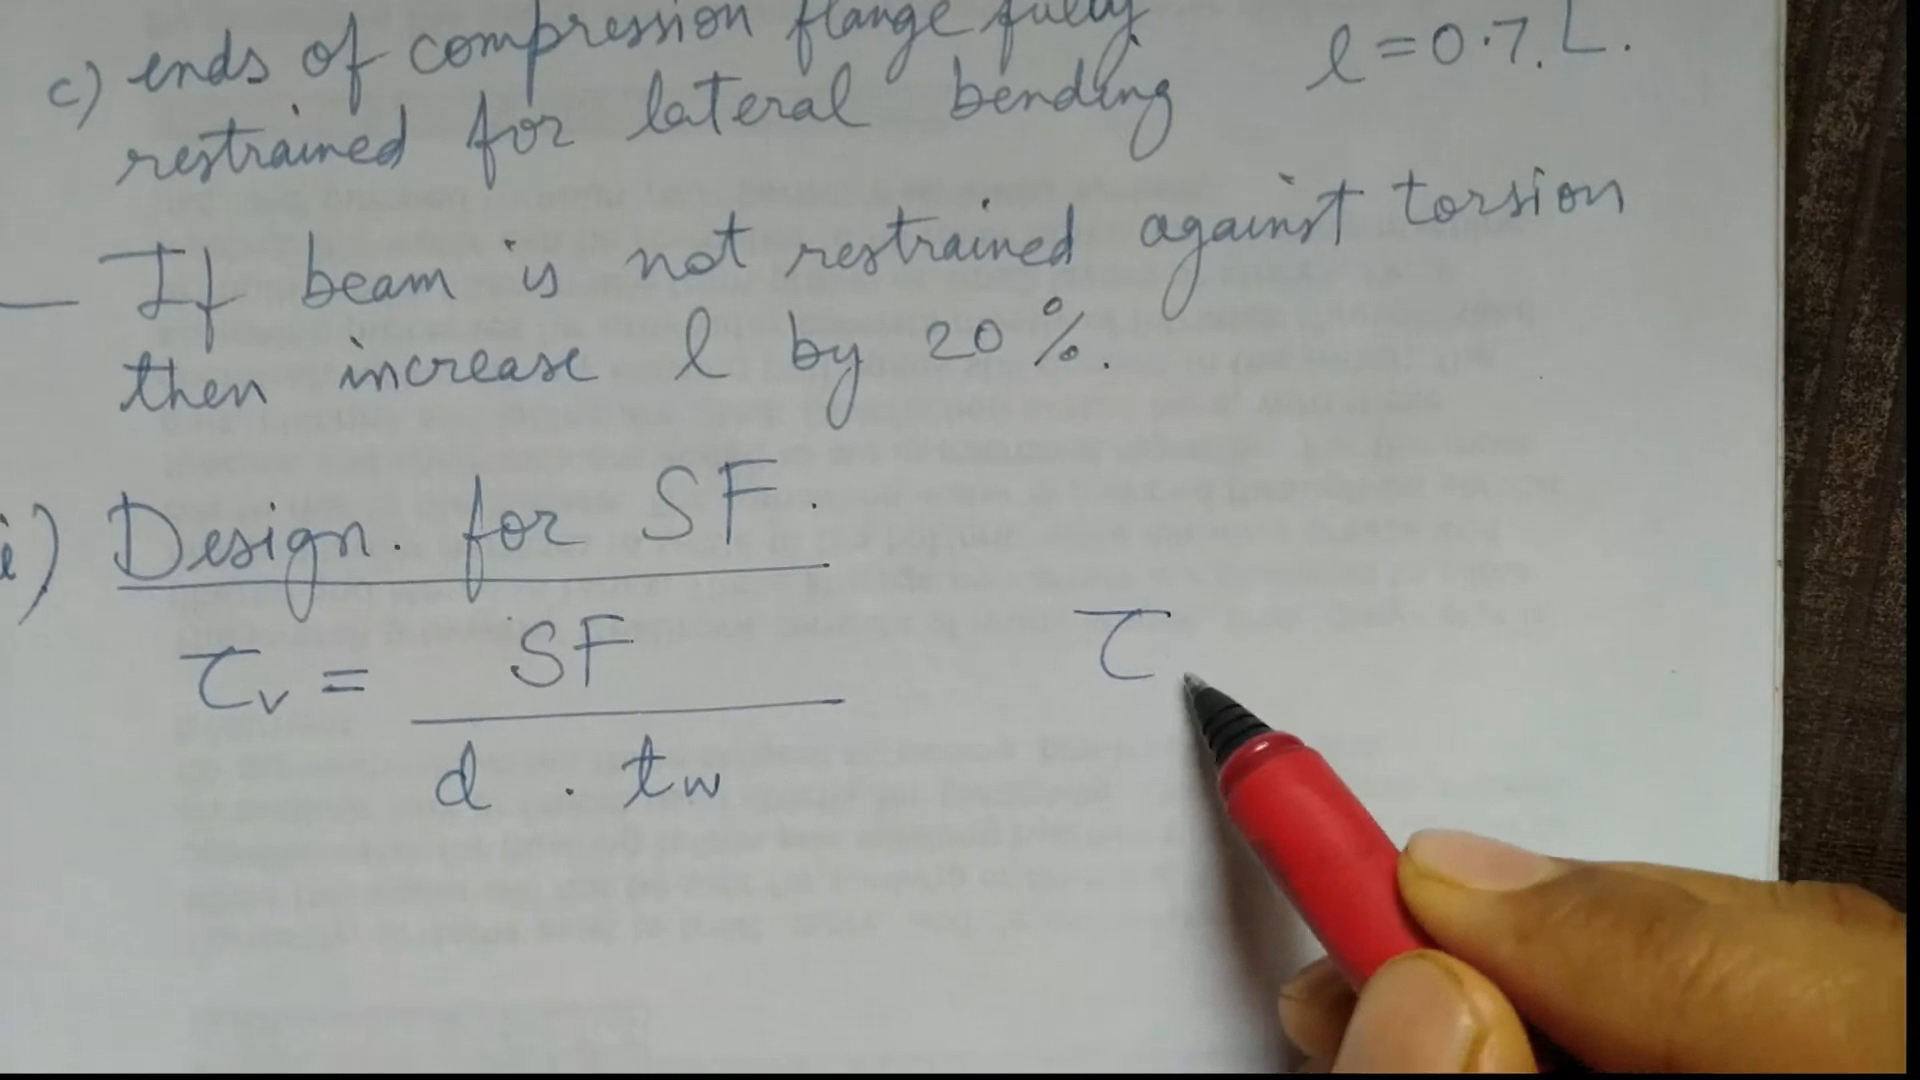 c) ends of compression flange fully
restrained for lateral bending
l = 0.7. L.
If beam is not restrained against torsion
then increase l by 20%.
Design. for SF.
τv = SF
d . tw
τ